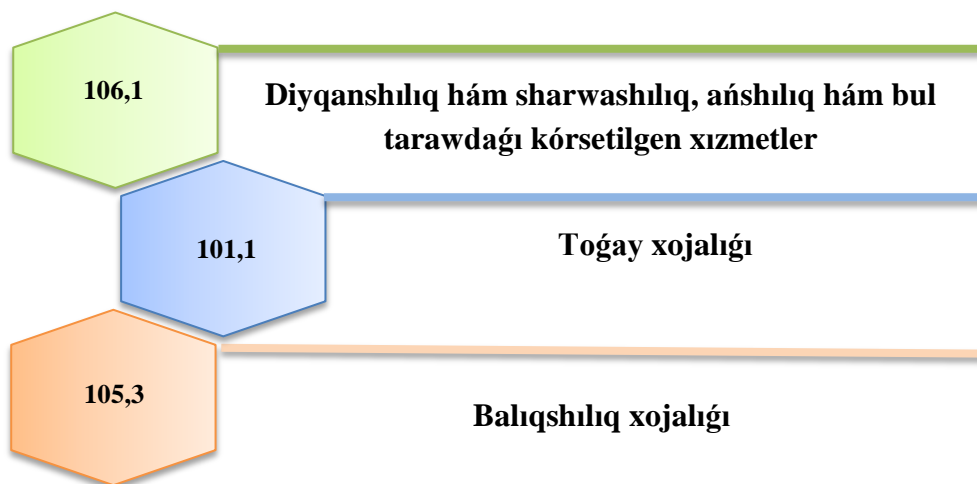 106,1
Diyqanshılıq hám sharwashılıq, ańshılıq hám bul
tarawdaǵı kórsetilgen xızmetler
101,1
Toǵay xojalıǵı
105,3
Balıqshılıq xojalıǵı